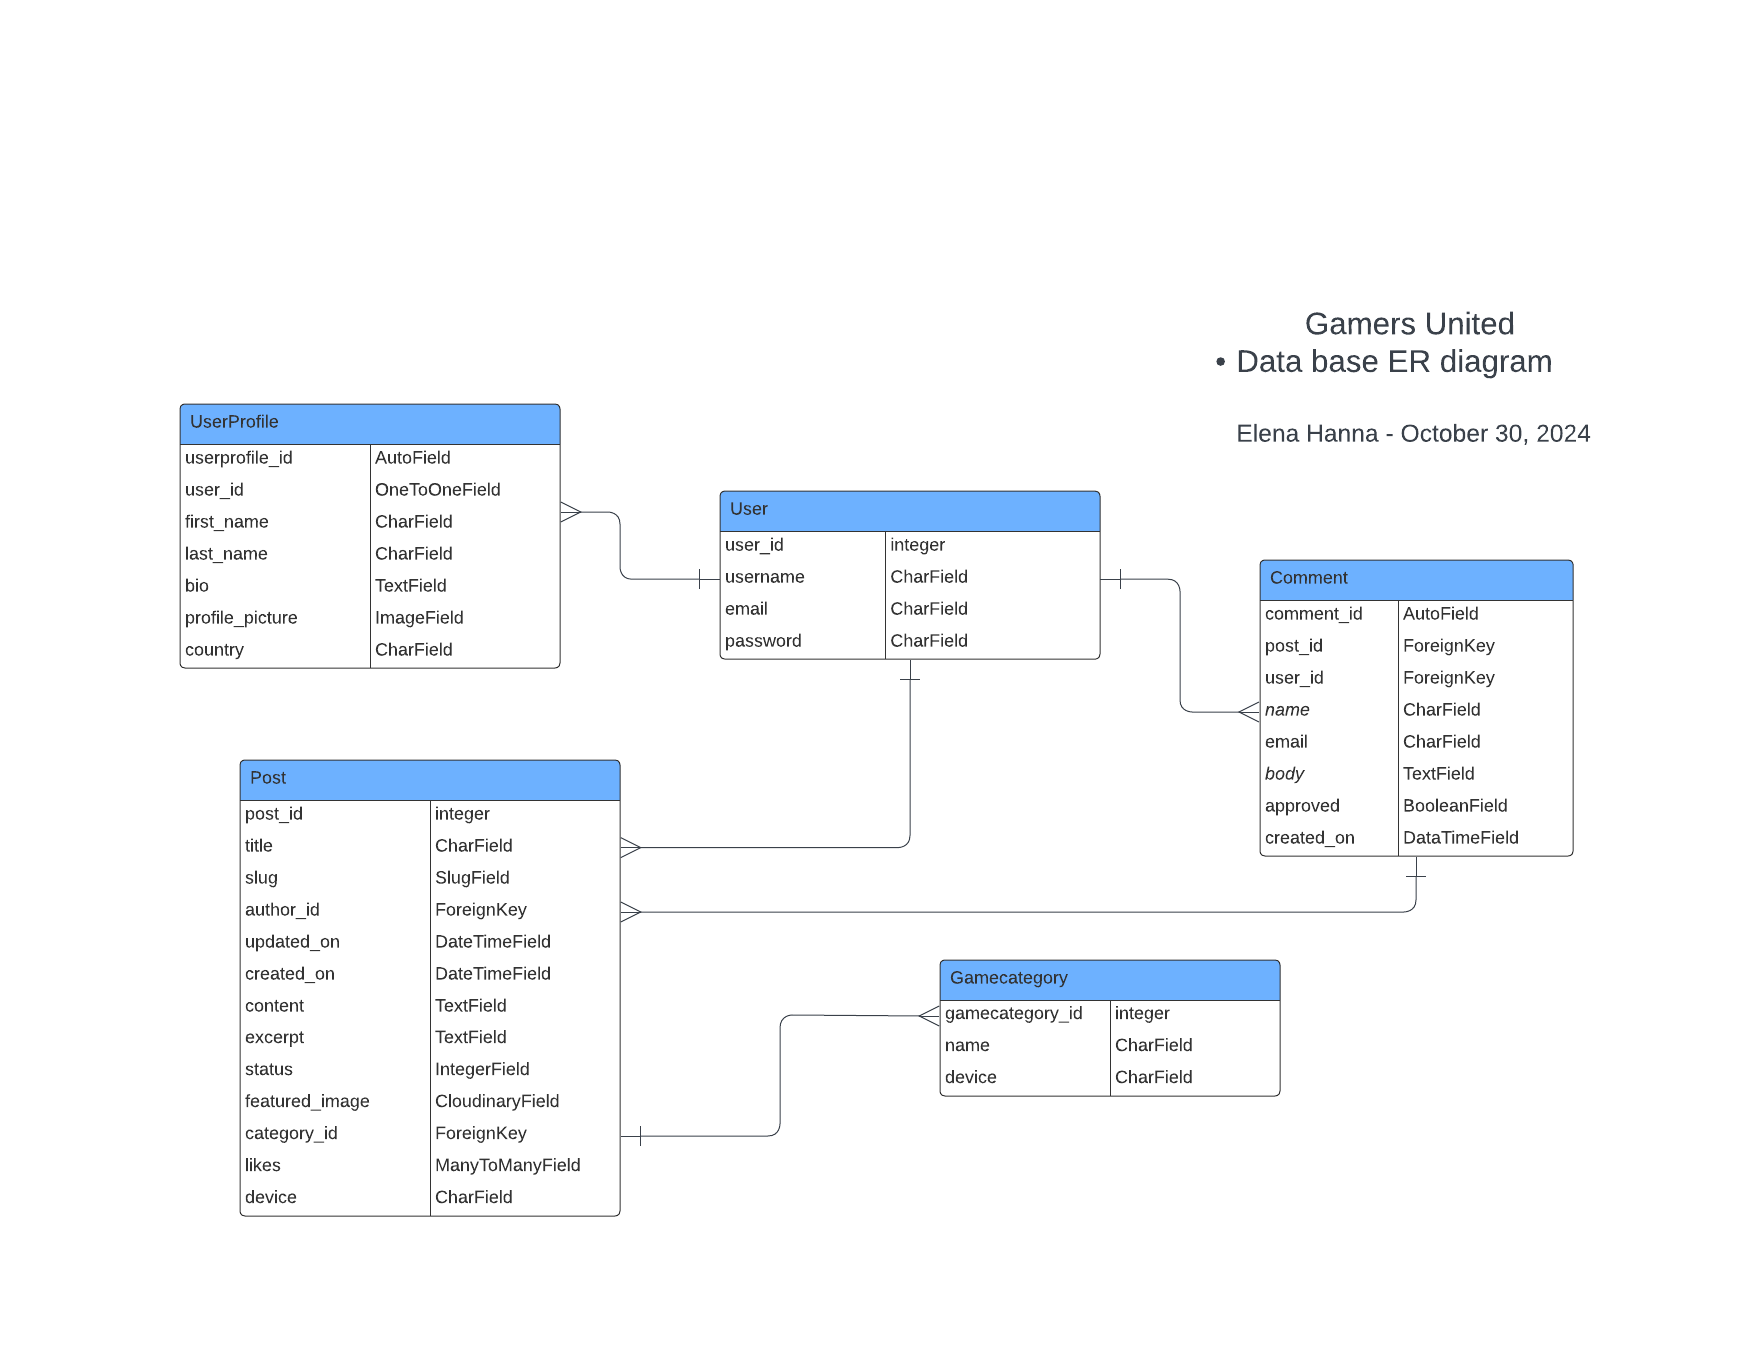 Gamers United
• Data base ER diagram
Elena Hanna - October 30, 2024
UserProfile
userprofile_id AutoField
user_id OneToOneField
first_name CharField
last_name CharField
bio TextField
profile_picture ImageField
country CharField
User
user_id integer
username CharField
email CharField
password CharField
Comment
comment_id AutoField
post_id ForeignKey
user_id ForeignKey
name CharField
email CharField
body TextField
approved BooleanField
created_on DataTimeField
Post
post_id integer
title CharField
slug SlugField
author_id ForeignKey
updated_on DateTimeField
created_on DateTimeField
content TextField
excerpt TextField
status IntegerField
featured_image CloudinaryField
category_id ForeignKey
likes ManyToManyField
device CharField
Gamecategory
gamecategory_id integer
name CharField
device CharField